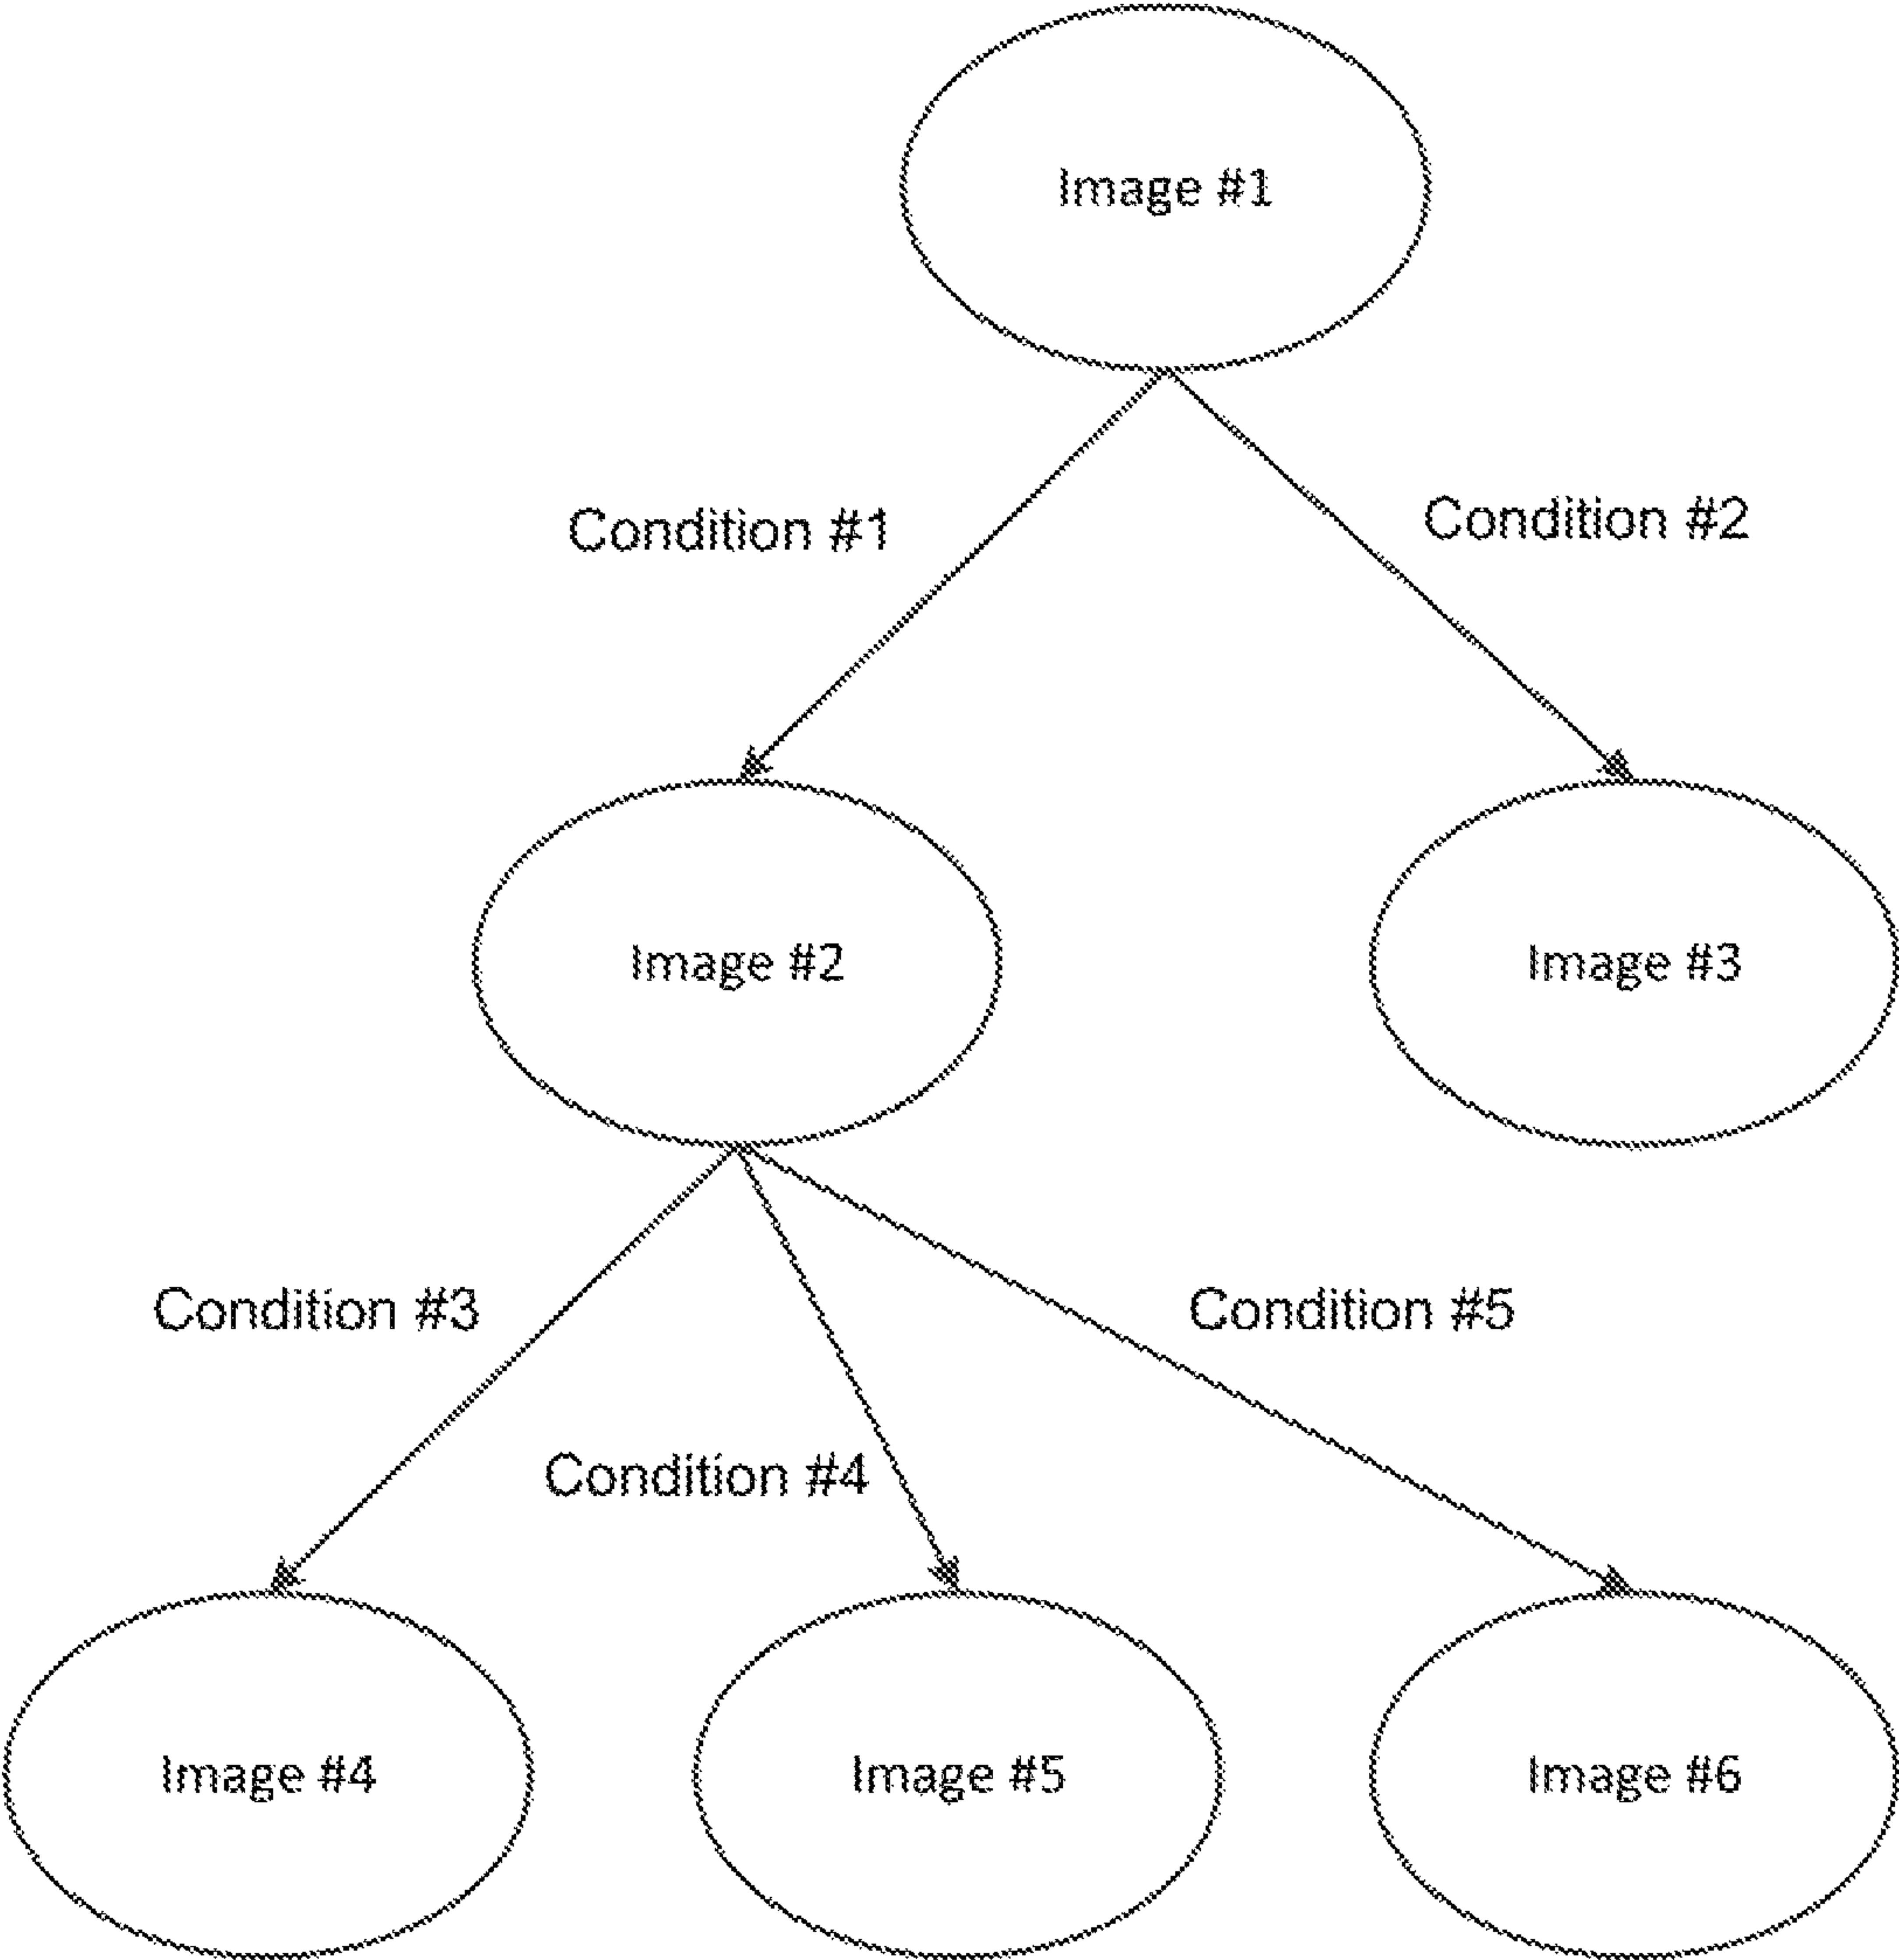 Image #1
Condition #1
Condition #2
Image #2
Image #3
Condition #3
Condition #5
Condition #4
Image #4
Image #5
Image #6